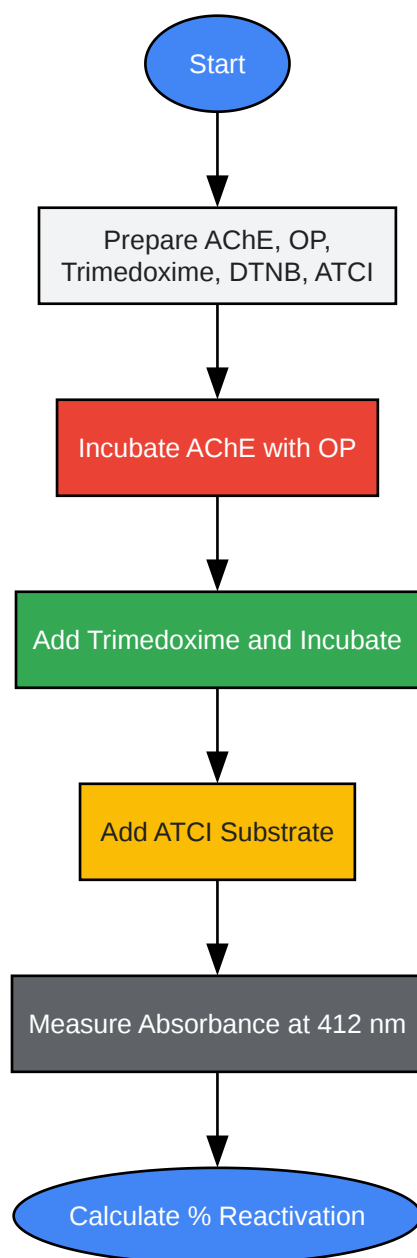 Start
Prepare AChE, OP,
Trimedoxime, DTNB, ATCI
Incubate AChE with OP
Add Trimedoxime and Incubate
Add ATCI Substrate
Measure Absorbance at 412 nm
Calculate % Reactivation